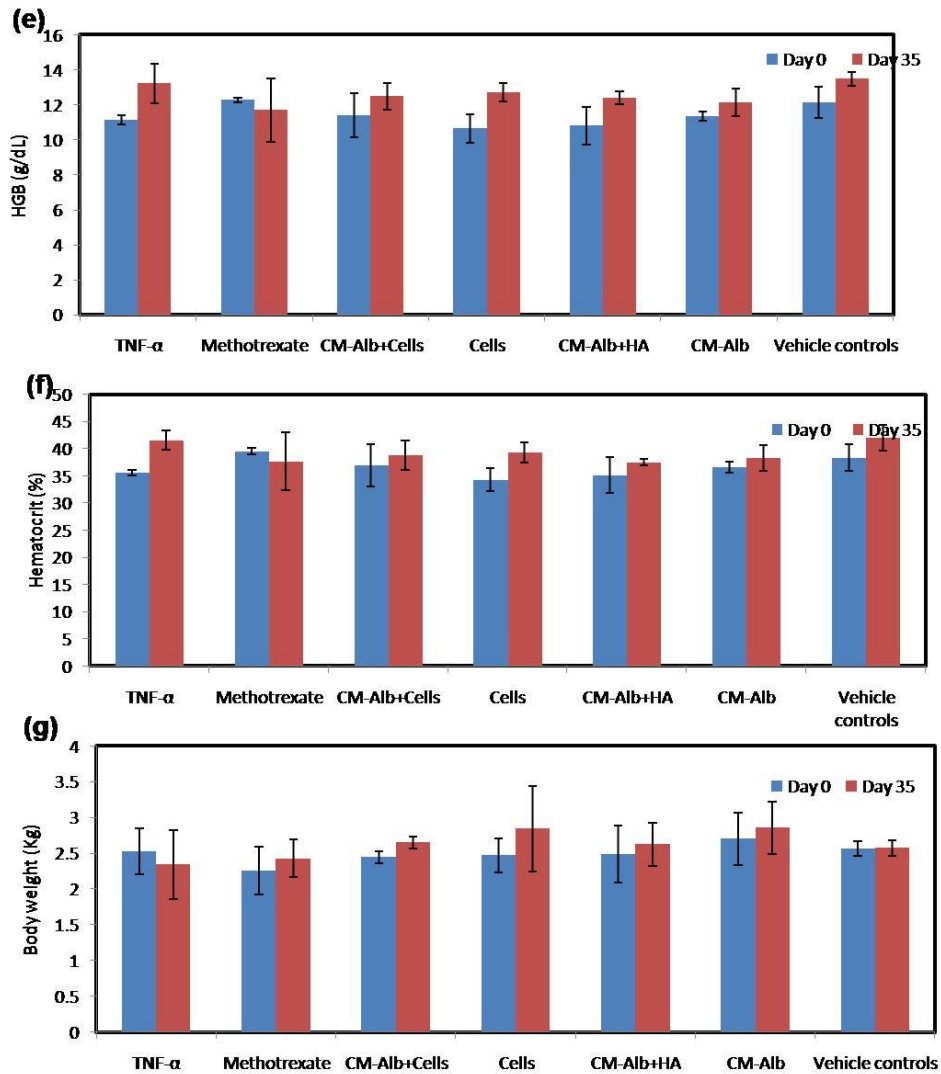 (e)
16
14
12
10
8
6
4
2
0
HGB (g/dL)
Day 0 Day 35
TNF-α Methotrexate CM-Alb+Cells Cells CM-Alb+HA CM-Alb Vehicle controls
(f)
50
45
40
35
30
25
20
15
10
5
0
Hematocrit (%)
Day 0 Day 35
TNF-α Methotrexate CM-Alb+Cells Cells CM-Alb+HA CM-Alb Vehicle
controls
(g)
4
3.5
3
2.5
2
1.5
1
0.5
0
Body weight (Kg)
Day 0 Day 35
TNF-α Methotrexate CM-Alb+Cells Cells CM-Alb+HA CM-Alb Vehicle controls